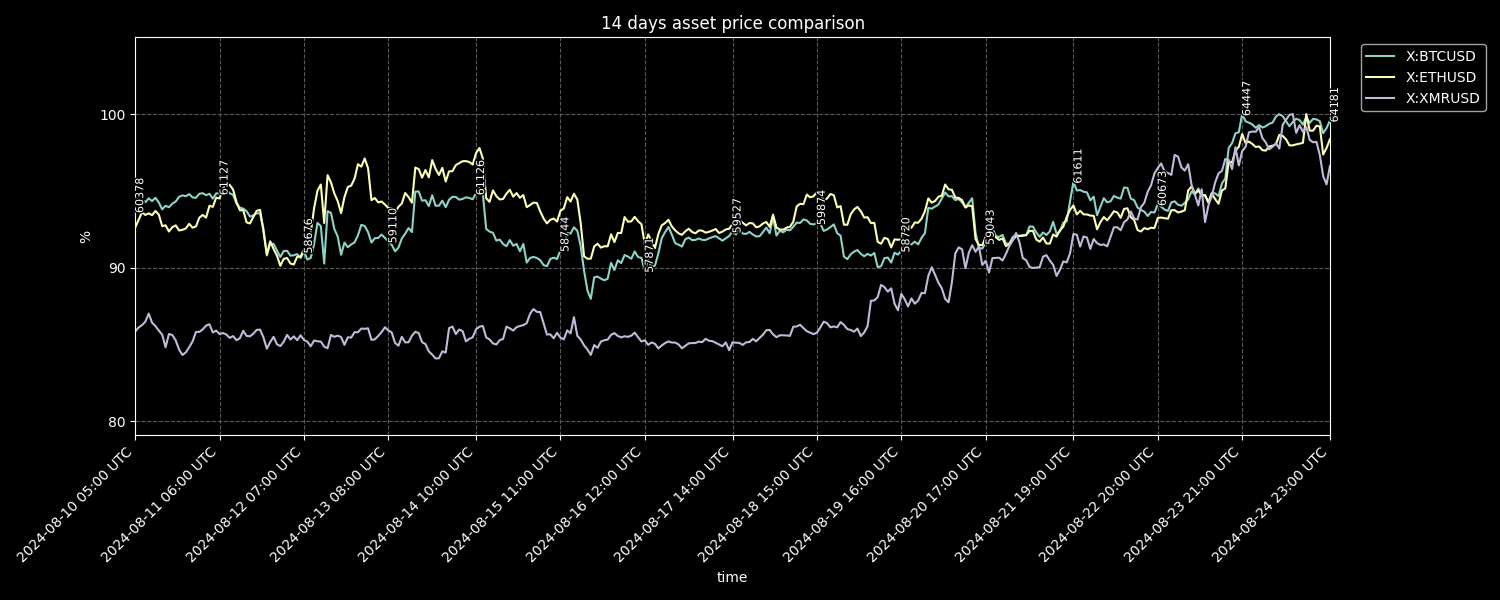 14 days asset price comparison
X:BTCUSD
X:ETHUSD
X:XMRUSD
100
90
80
%
60378
61127
58676
59110
61126
58744
57871
59527
59874
58720
59043
61611
60673
64447
64181
2024-08-10 05:00 UTC
2024-08-11 06:00 UTC
2024-08-12 07:00 UTC
2024-08-13 08:00 UTC
2024-08-14 10:00 UTC
2024-08-15 11:00 UTC
2024-08-16 12:00 UTC
2024-08-17 14:00 UTC
2024-08-18 15:00 UTC
2024-08-19 16:00 UTC
2024-08-20 17:00 UTC
2024-08-21 19:00 UTC
2024-08-22 20:00 UTC
2024-08-23 21:00 UTC
2024-08-24 23:00 UTC
time